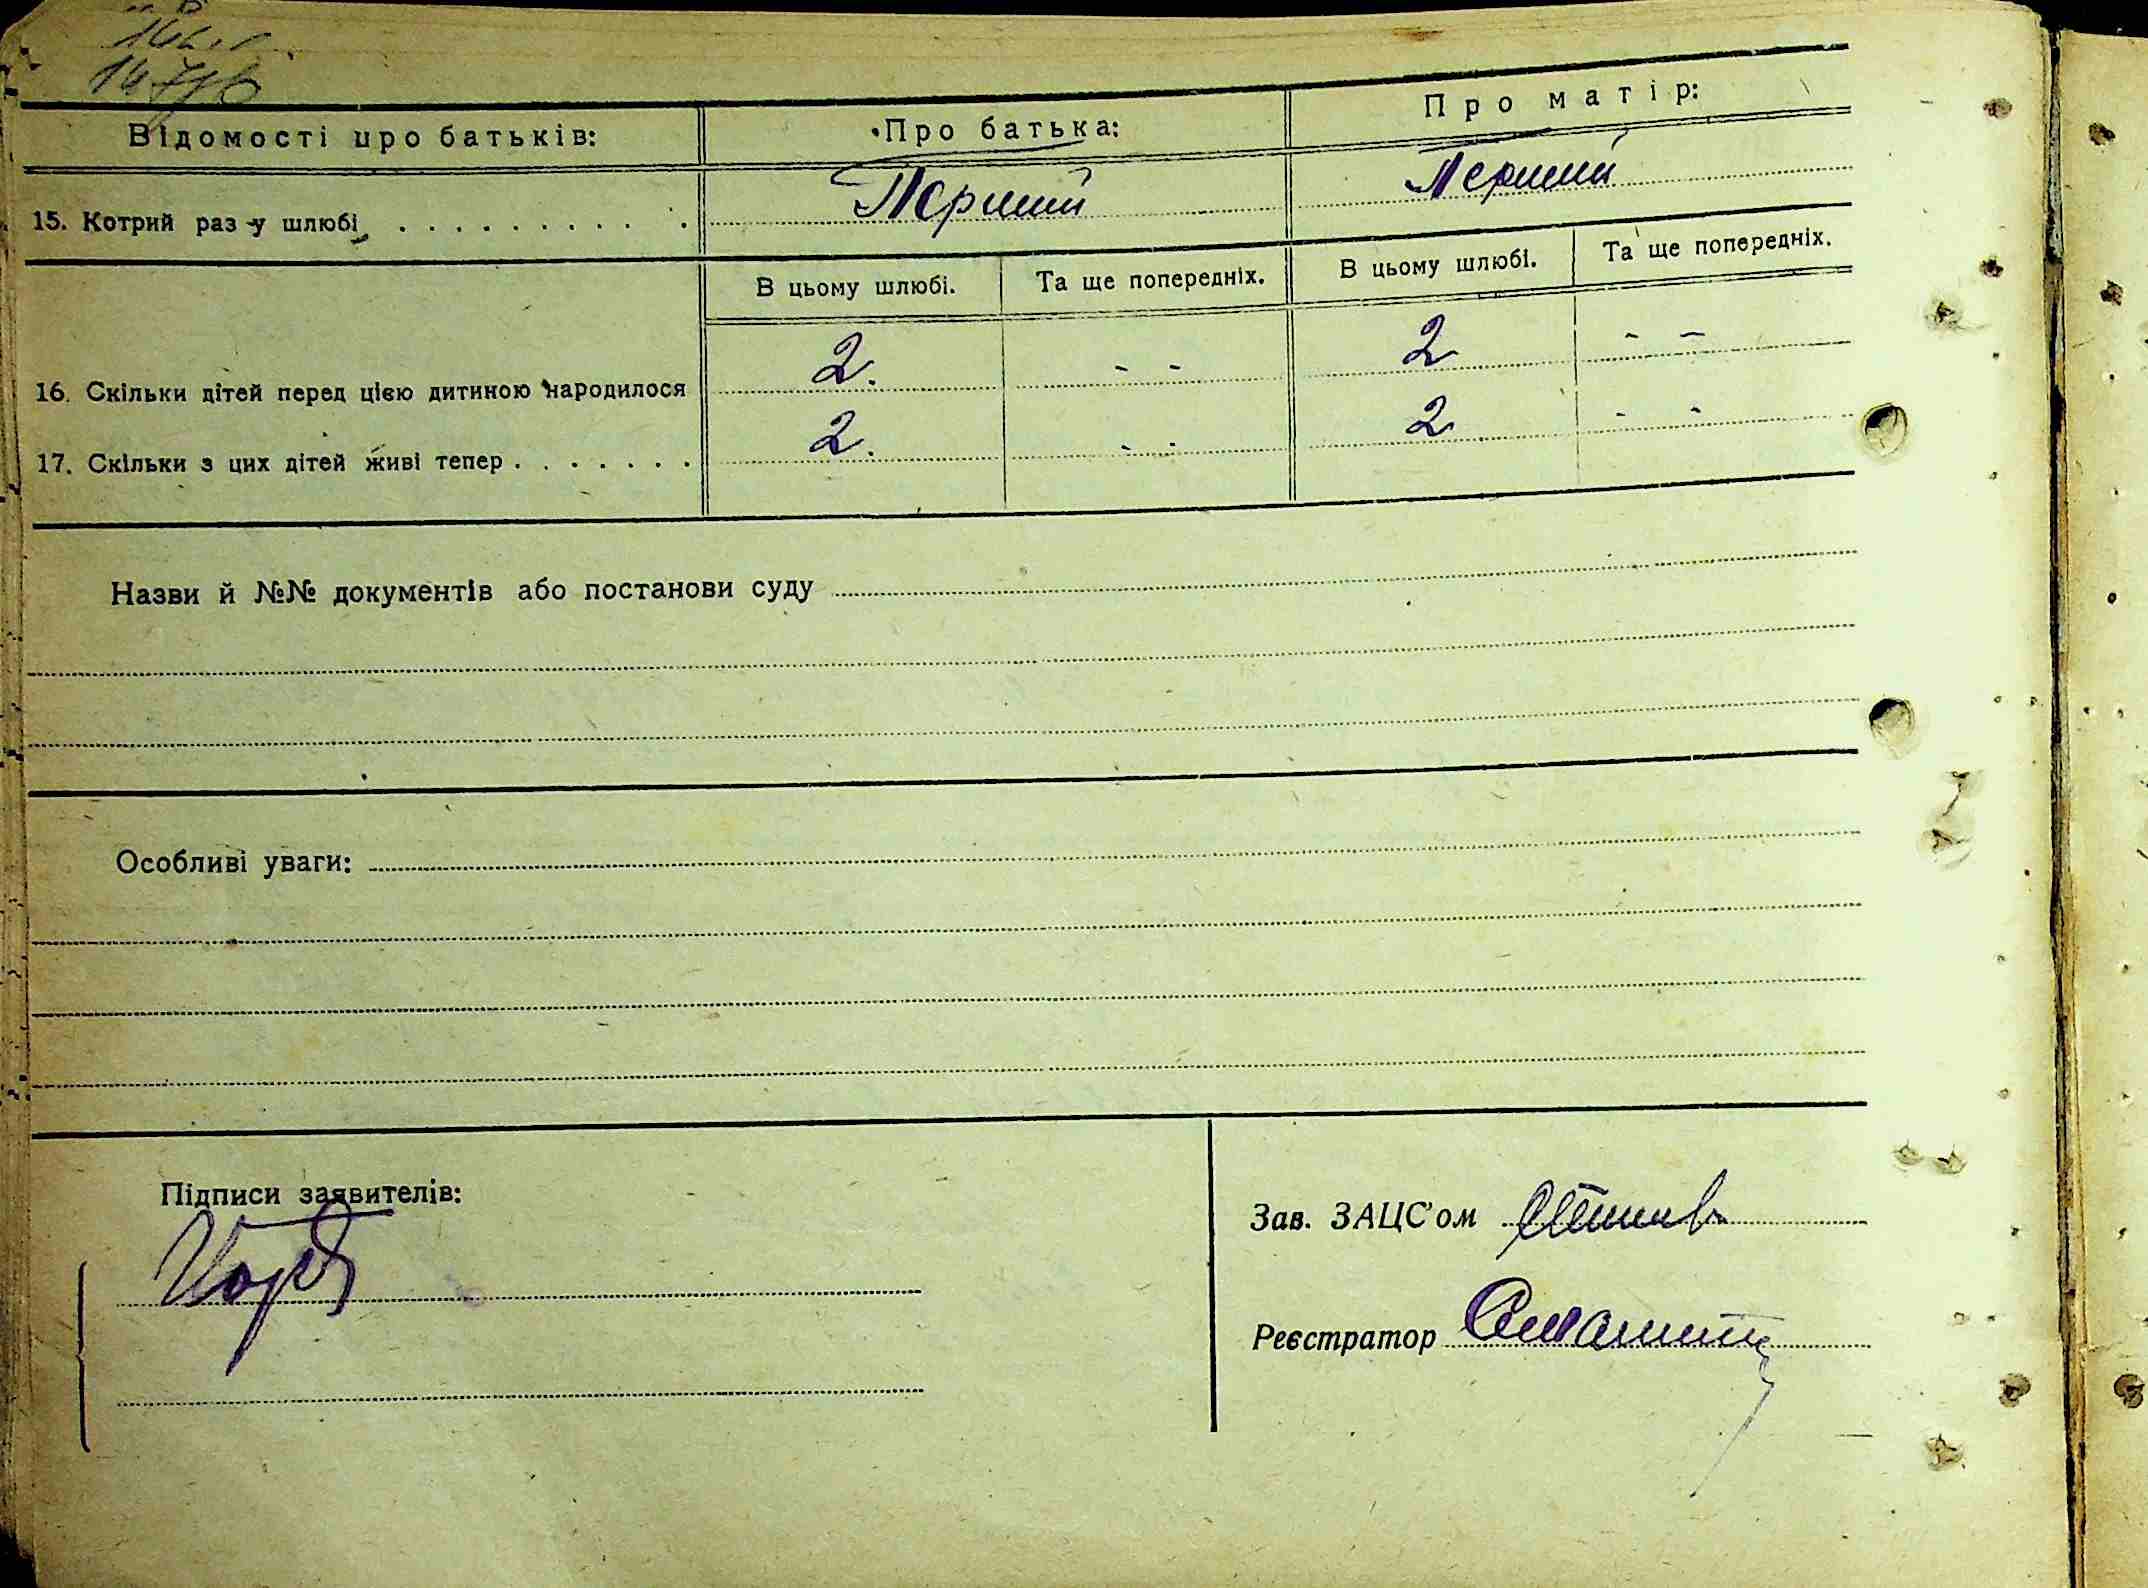 Відомості про батьків: Про батька: Про матір:
15. Котрий раз у шлюбі . . . . . . . . . . Перший Перший
В цьому шлюбі. Та ще попередніх. В цьому шлюбі. Та ще попередніх.
16. Скільки дітей перед цією дитиною народилося 2. - - 2 - -
17. Скільки з цих дітей живі тепер . . . . . . . 2. - - 2 - -
Назви й №№ документів або постанови суду
Особливі уваги:
Підписи заявителів:
Зав. ЗАЦС'ом
Реєстратор